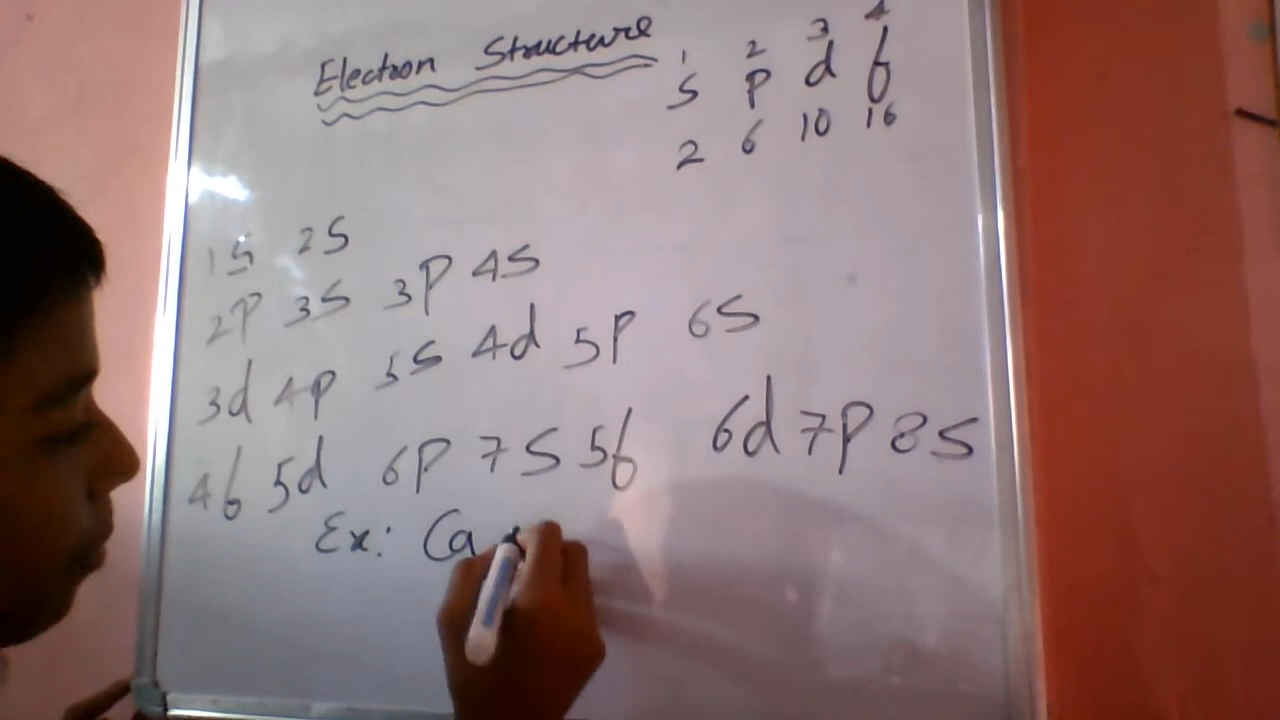 Electron Structure
1 2 3 4
s p d f
2 6 10 16
1s 2s
2p 3s 3p 4s
3d 4p 5s 4d 5p 6s
4f 5d 6p 7s 5f 6d 7p 8s
Ex: Ca